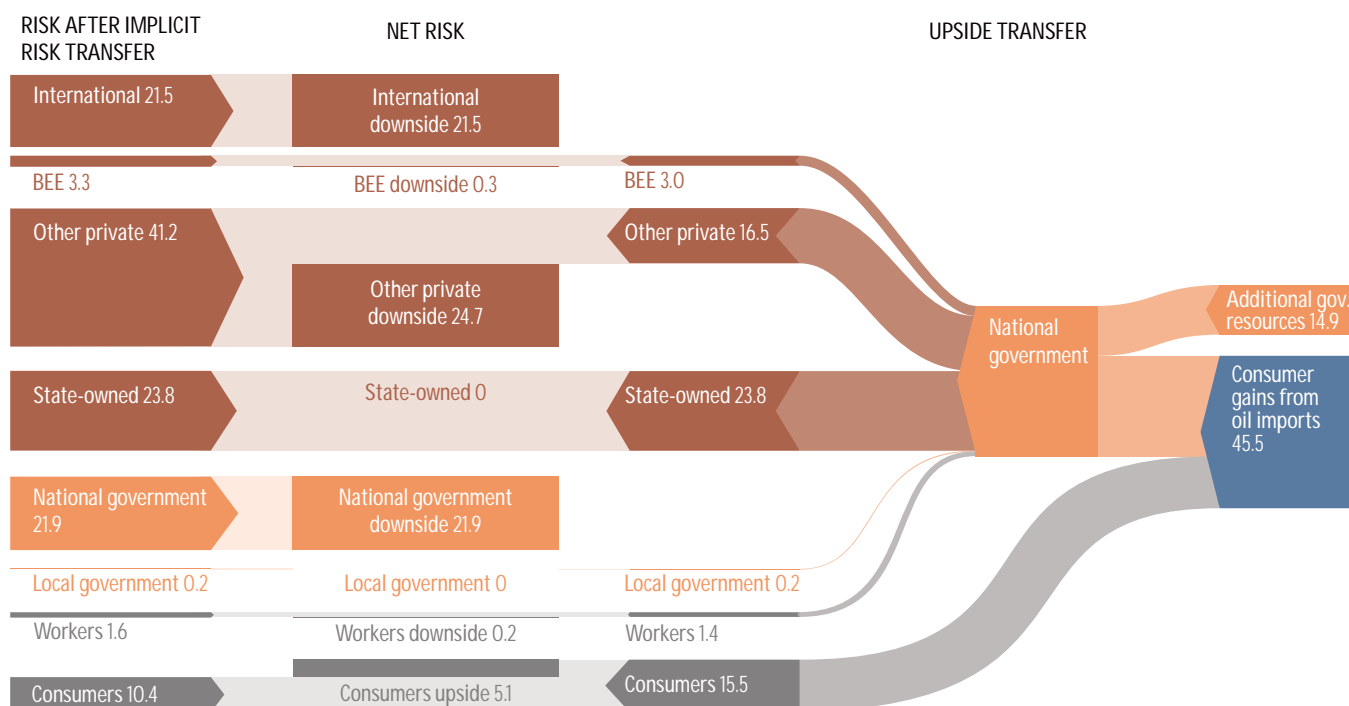 RISK AFTER IMPLICIT
RISK TRANSFER
NET RISK
UPSIDE TRANSFER
International 21.5
International
downside 21.5
BEE 3.3
BEE downside 0.3
BEE 3.0
Other private 41.2
Other private 16.5
Other private
downside 24.7
National
government
Additional gov.
resources 14.9
State-owned 23.8
State-owned 0
State-owned 23.8
Consumer
gains from
oil imports
45.5
National government
21.9
National government
downside 21.9
Local government 0.2
Local government 0
Local government 0.2
Workers 1.6
Workers downside 0.2
Workers 1.4
Consumers 10.4
Consumers upside 5.1
Consumers 15.5